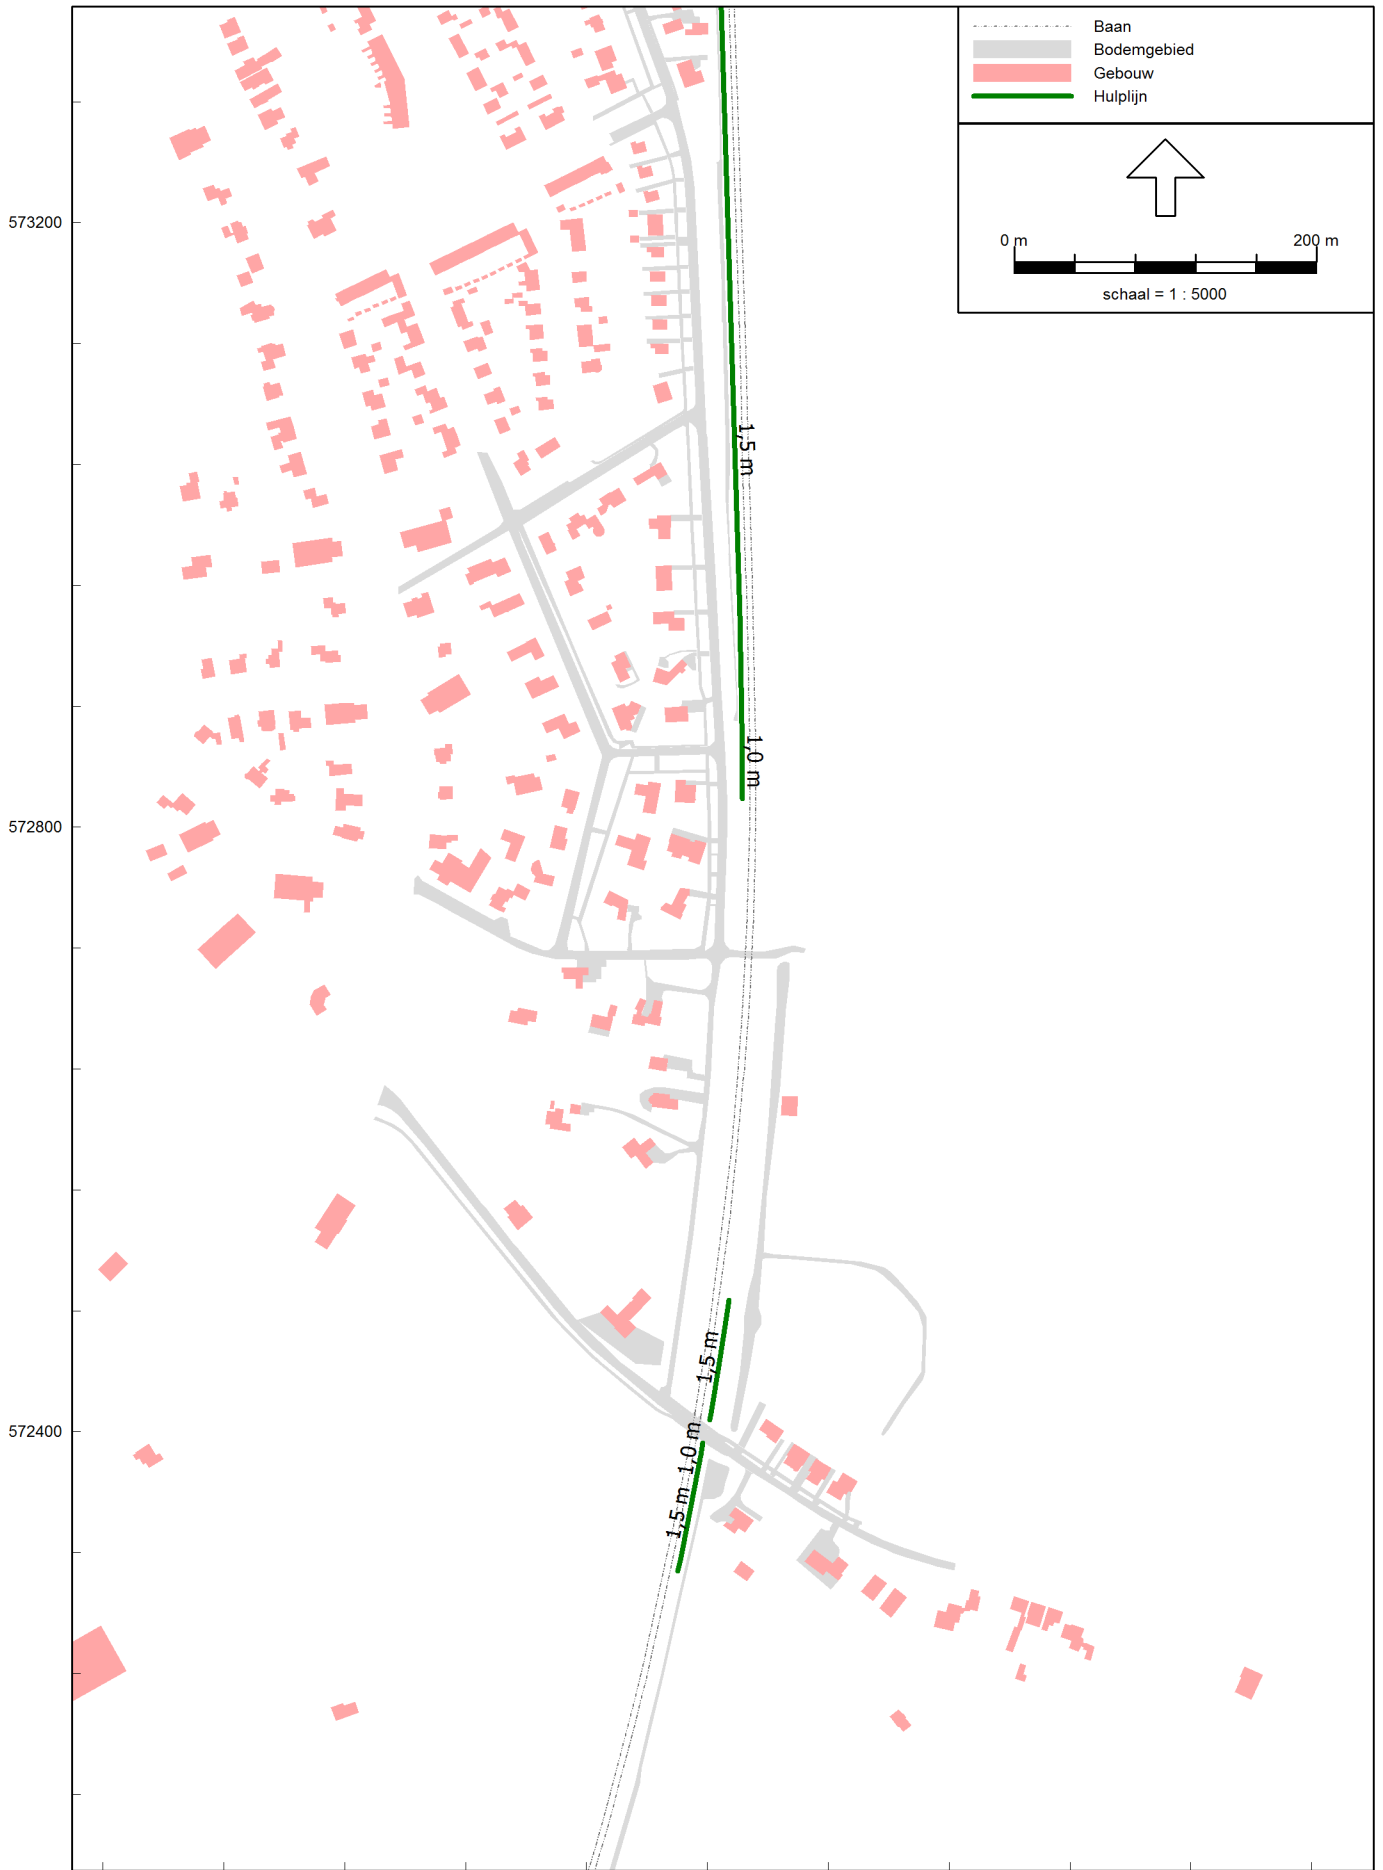 Baan
Bodemgebied
Gebouw
Hulplijn
0 m 200 m
schaal = 1 : 5000
573200
1,5 m
1,0 m
572800
1,5 m
572400
1,0 m
1,5 m